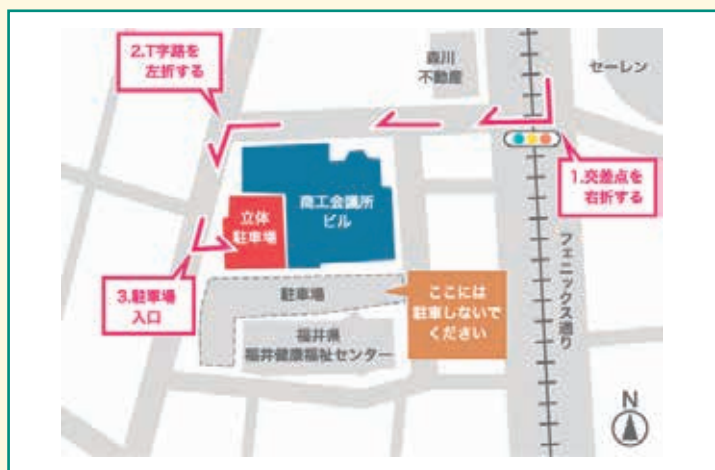 2.T字路を
左折する
森川
不動産
セーレン
1.交差点を
右折する
商工会議所
ビル
立体
駐車場
3.駐車場
入口
駐車場
ここには
駐車しないで
ください
福井県
福井健康福祉センター
フェニックス通り
N